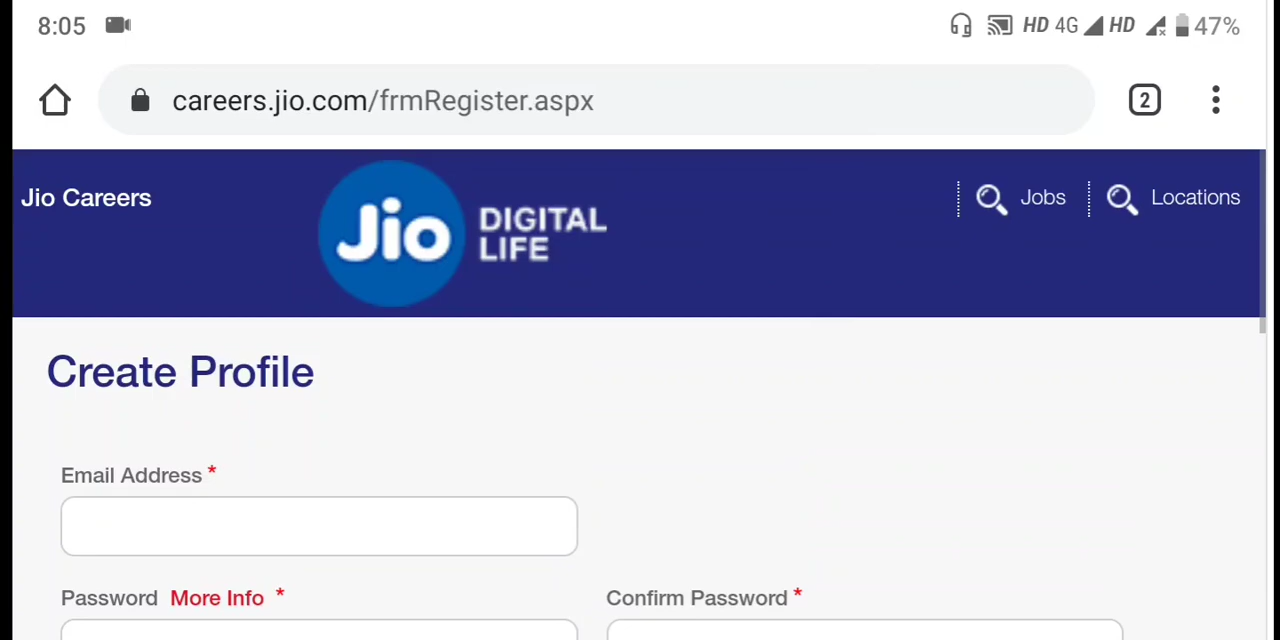 8:05 HD 4G HD 47%
careers.jio.com/frmRegister.aspx 2
Jio Careers
Jio DIGITAL LIFE
Jobs
Locations
Create Profile
Email Address *
Password More Info * Confirm Password *